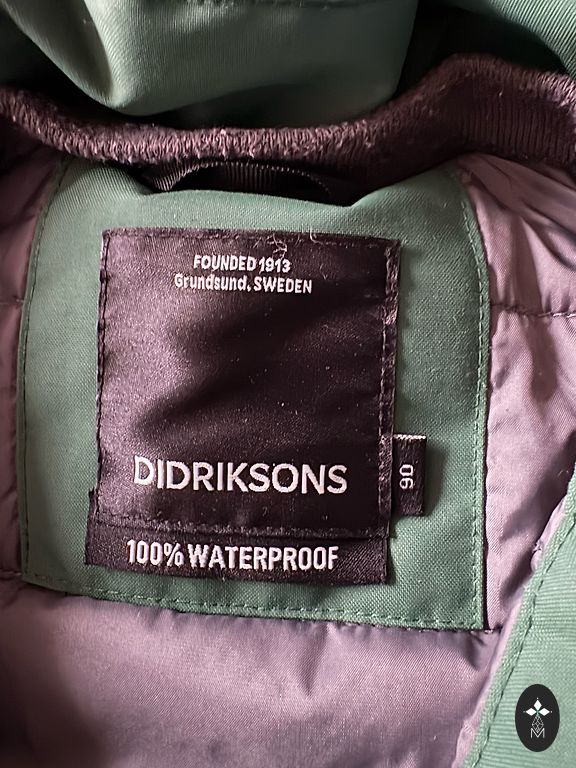 FOUNDED 1913
Grundsund. SWEDEN
DIDRIKSONS
90
100% WATERPROOF
M